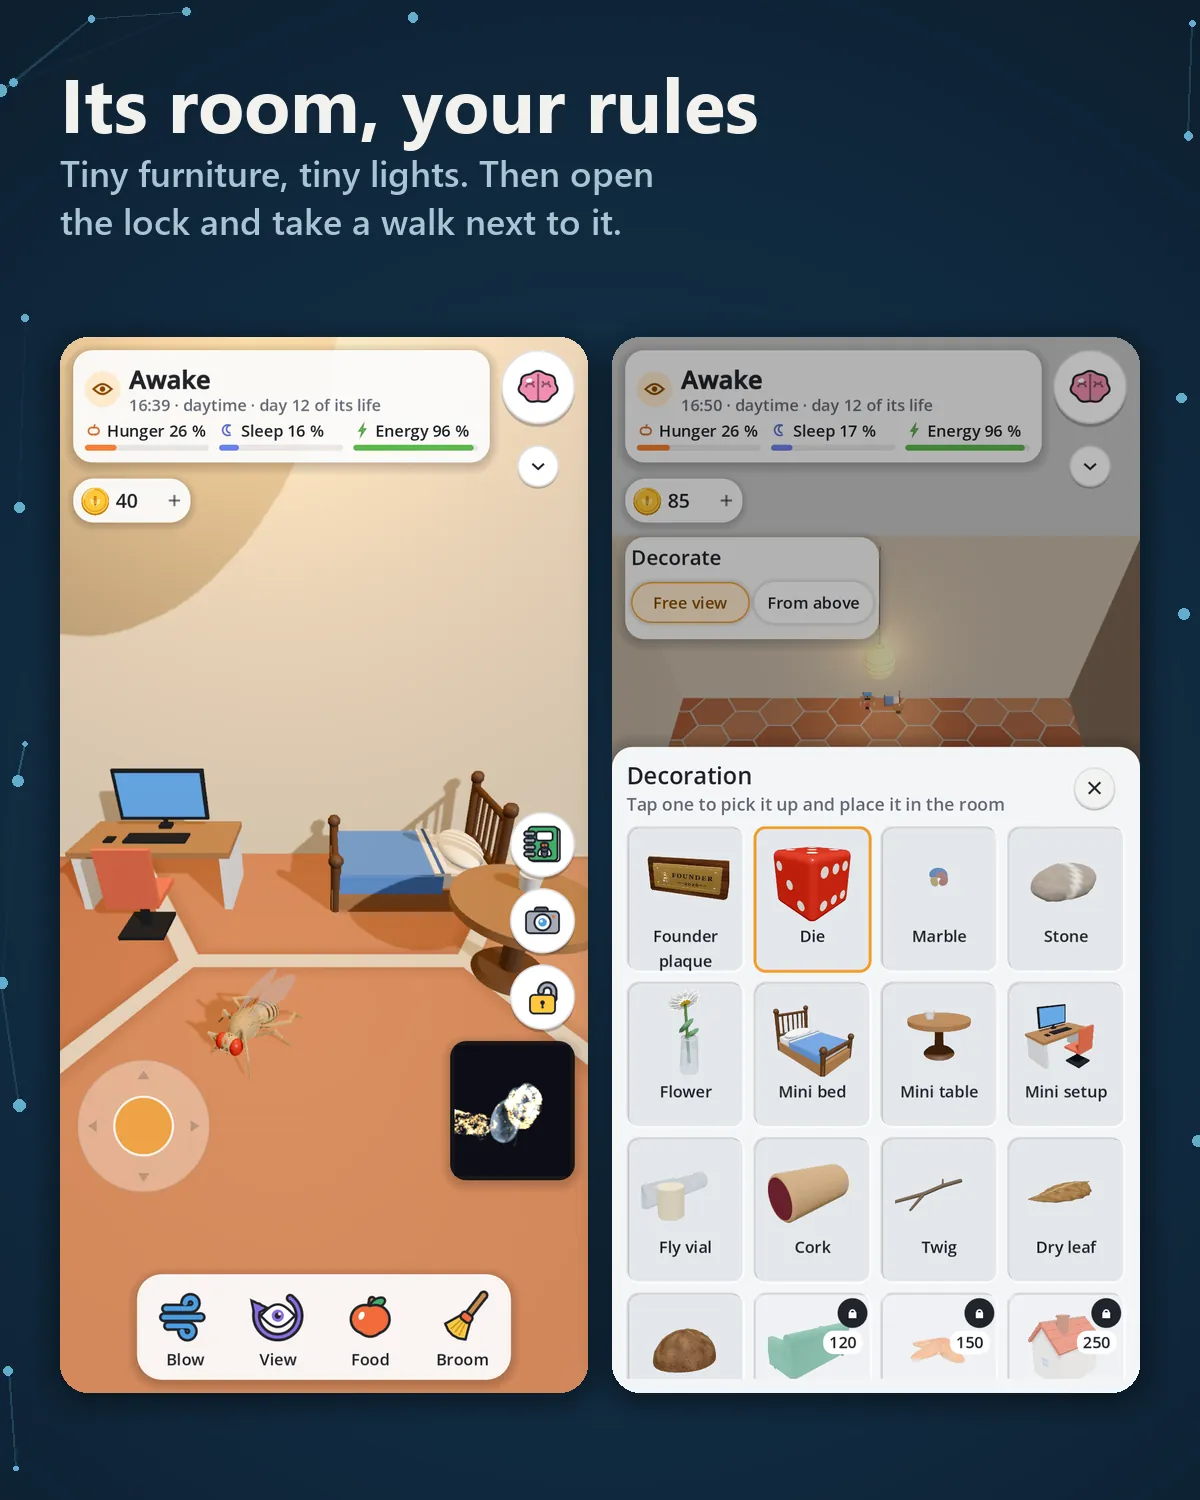 Its room, your rules
Tiny furniture, tiny lights. Then open
the lock and take a walk next to it.
Awake
16:39 · daytime · day 12 of its life
Hunger 26 % Sleep 16 % Energy 96 %
40 +
Blow View Food Broom
Awake
16:50 · daytime · day 12 of its life
Hunger 26 % Sleep 17 % Energy 96 %
85 +
Decorate
Free view From above
Decoration
Tap one to pick it up and place it in the room
FOUNDER
Founder
plaque
Die Marble Stone
Flower Mini bed Mini table Mini setup
Fly vial Cork Twig Dry leaf
120 150 250